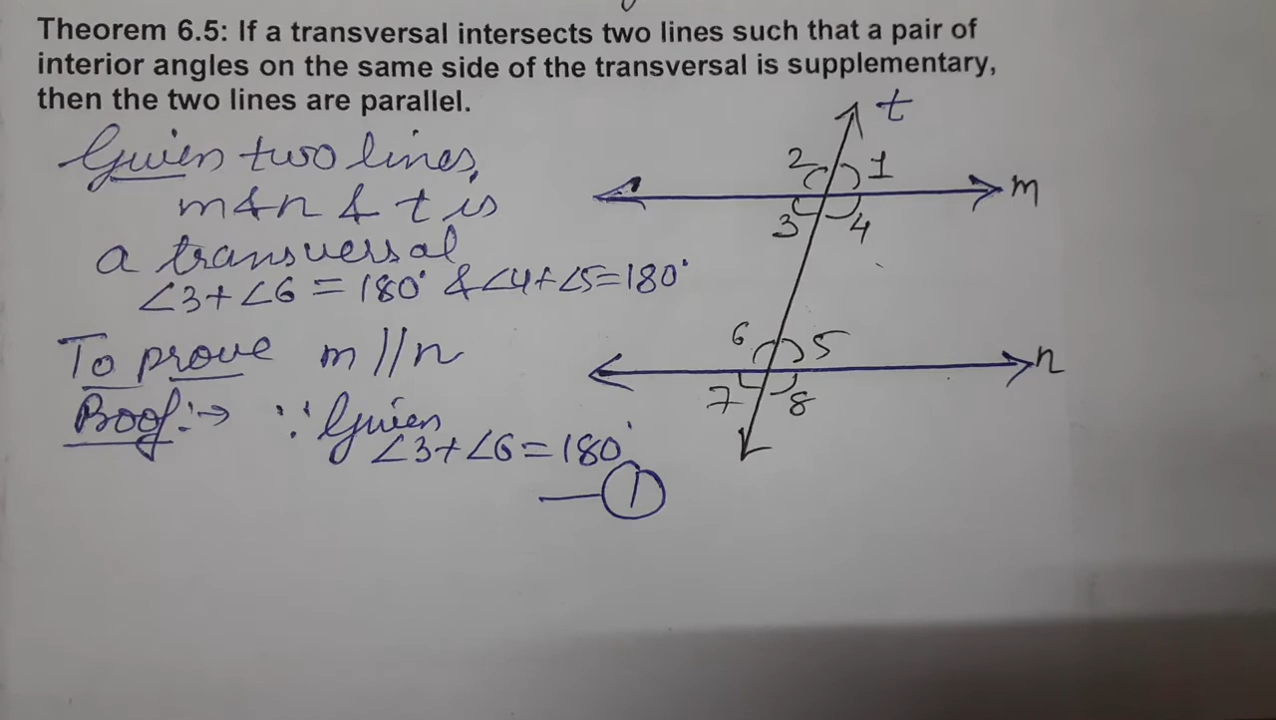 Theorem 6.5: If a transversal intersects two lines such that a pair of
interior angles on the same side of the transversal is supplementary,
then the two lines are parallel.
Given two lines,
m & n & t is
a transversal
∠3+∠6 = 180° & ∠4+∠5=180°
To prove m//n
Proof:→ ∵ Given
∠3+∠6=180°
—①
t
2 1
m
3 4
6 5
n
7 8